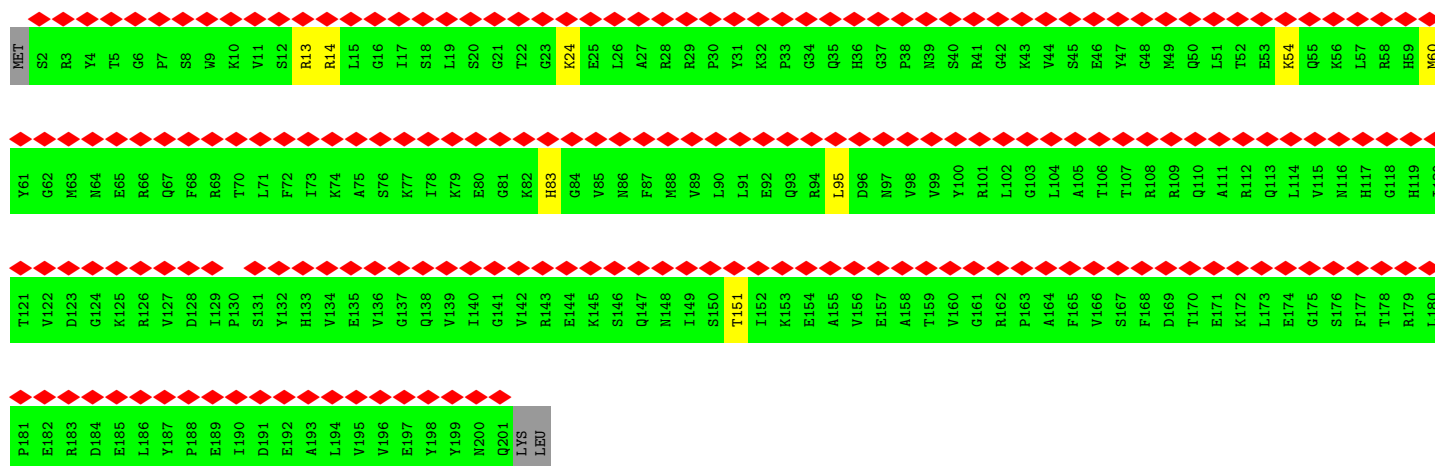 MET S2 R3 Y4 T5 G6 P7 S8 W9 K10 V11 S12 R13 R14 L15 G16 I17 S18 L19 S20 G21 T22 G23 K24 E25 L26 A27 R28 R29 P30 Y31 K32 P33 G34 Q35 H36 G37 P38 N39 S40 R41 G42 K43 V44 S45 E46 Y47 G48 M49 Q50 L51 T52 E53 K54 Q55 K56 L57 R58 H59 M60
Y61 G62 M63 N64 E65 R66 Q67 F68 R69 T70 L71 F72 I73 K74 A75 S76 K77 I78 K79 E80 G81 K82 H83 G84 V85 N86 F87 M88 V89 L90 L91 E92 Q93 R94 L95 D96 N97 V98 V99 Y100 R101 L102 G103 L104 A105 T106 T107 R108 R109 Q110 A111 R112 Q113 L114 V115 N116 H117 G118 H119
T121 V122 D123 G124 K125 R126 V127 D128 I129 P130 S131 Y132 H133 V134 E135 V136 G137 Q138 V139 I140 G141 V142 R143 E144 K145 S146 Q147 N148 I149 S150 T151 I152 K153 E154 A155 V156 E157 A158 T159 V160 G161 R162 P163 A164 F165 V166 S167 F168 D169 T170 E171 K172 L173 E174 G175 S176 F177 T178 R179 L180
P181 E182 R183 D184 E185 L186 Y187 P188 E189 I190 D191 E192 A193 L194 V195 V196 E197 Y198 Y199 N200 Q201 LYS LEU